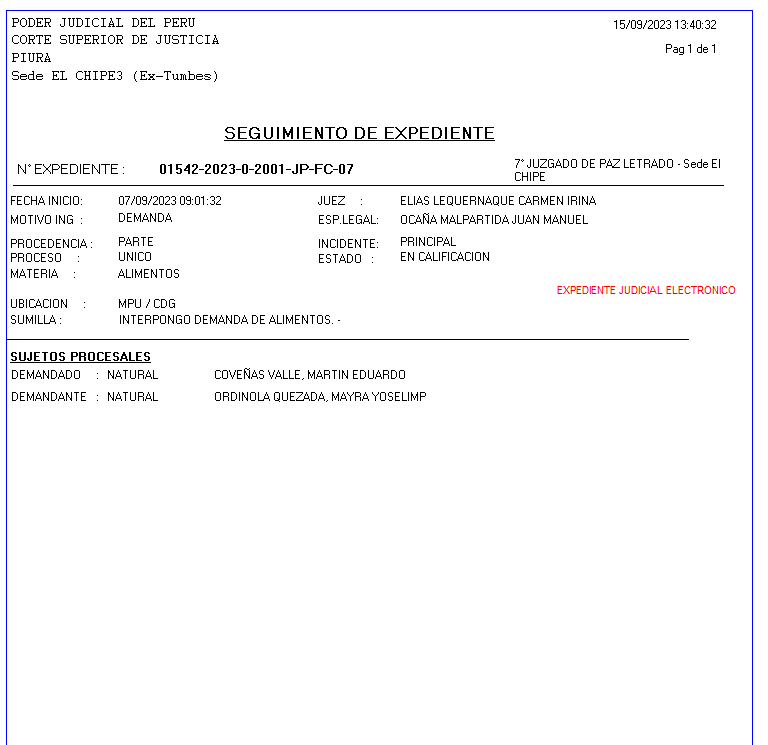 PODER JUDICIAL DEL PERU
15/09/2023 13:40:32
CORTE SUPERIOR DE JUSTICIA
Pag 1 de 1
PIURA
Sede EL CHIPE3 (Ex-Tumbes)
SEGUIMIENTO DE EXPEDIENTE
N° EXPEDIENTE : 01542-2023-0-2001-JP-FC-07 7° JUZGADO DE PAZ LETRADO - Sede El CHIPE
FECHA INICIO: 07/09/2023 09:01:32 JUEZ : ELIAS LEQUERNAQUE CARMEN IRINA
MOTIVO ING : DEMANDA ESP.LEGAL: OCAÑA MALPARTIDA JUAN MANUEL
PROCEDENCIA : PARTE INCIDENTE: PRINCIPAL
PROCESO : UNICO ESTADO : EN CALIFICACION
MATERIA : ALIMENTOS
EXPEDIENTE JUDICIAL ELECTRONICO
UBICACION : MPU / CDG
SUMILLA : INTERPONGO DEMANDA DE ALIMENTOS. -
SUJETOS PROCESALES
DEMANDADO : NATURAL COVEÑAS VALLE, MARTIN EDUARDO
DEMANDANTE : NATURAL ORDINOLA QUEZADA, MAYRA YOSELIMP